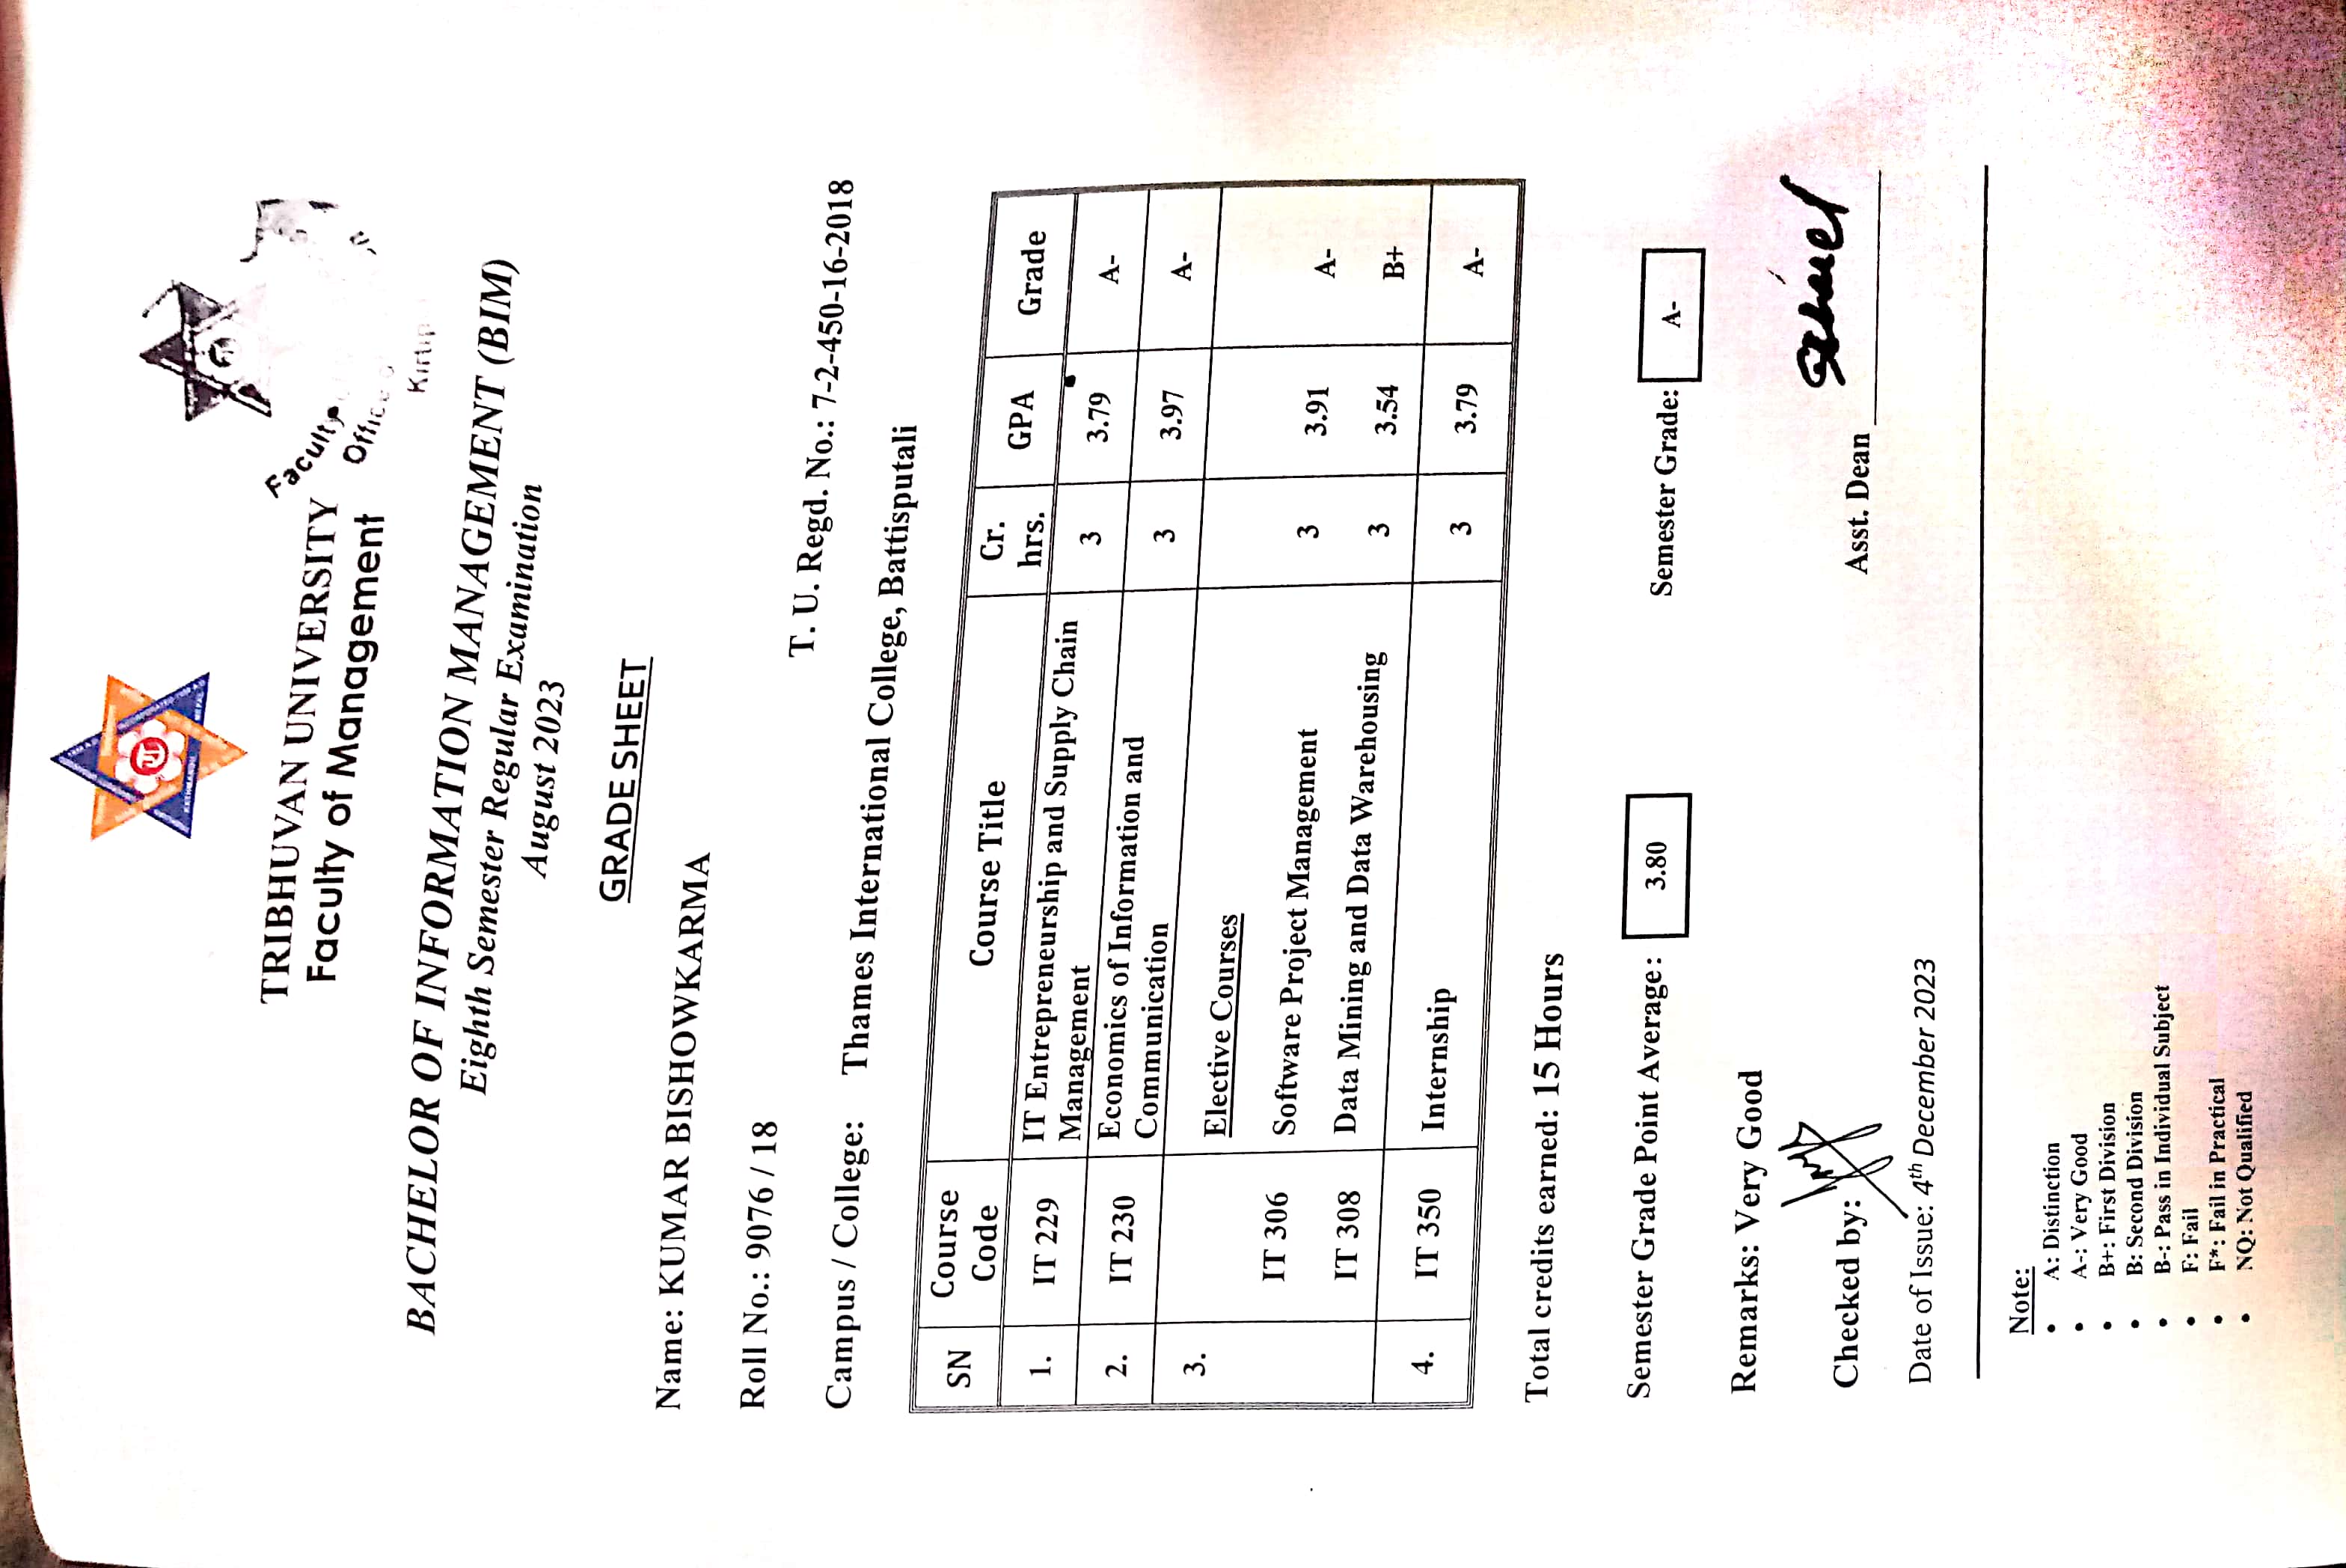 TRIBHUVAN UNIVERSITY
Faculty of Management
Faculty
Office
BACHELOR OF INFORMATION MANAGEMENT (BIM)
Eighth Semester Regular Examination
August 2023
GRADE SHEET
Name: KUMAR BISHOWKARMA
Roll No.: 9076 / 18 T. U. Regd. No.: 7-2-450-16-2018
Campus / College: Thames International College, Battisputali
SN Course Code Course Title Cr. hrs. GPA Grade
1. IT 229 IT Entrepreneurship and Supply Chain Management 3 3.79 A-
2. IT 230 Economics of Information and Communication 3 3.97 A-
3. Elective Courses
IT 306 Software Project Management 3 3.91 A-
IT 308 Data Mining and Data Warehousing 3 3.54 B+
4. IT 350 Internship 3 3.79 A-
Total credits earned: 15 Hours
Semester Grade Point Average: 3.80 Semester Grade: A-
Remarks: Very Good
Checked by: Asst. Dean
Date of Issue: 4th December 2023
Note:
• A: Distinction
• A-: Very Good
• B+: First Division
• B: Second Division
• B-: Pass in Individual Subject
• F: Fail
• F*: Fail in Practical
• NQ: Not Qualified